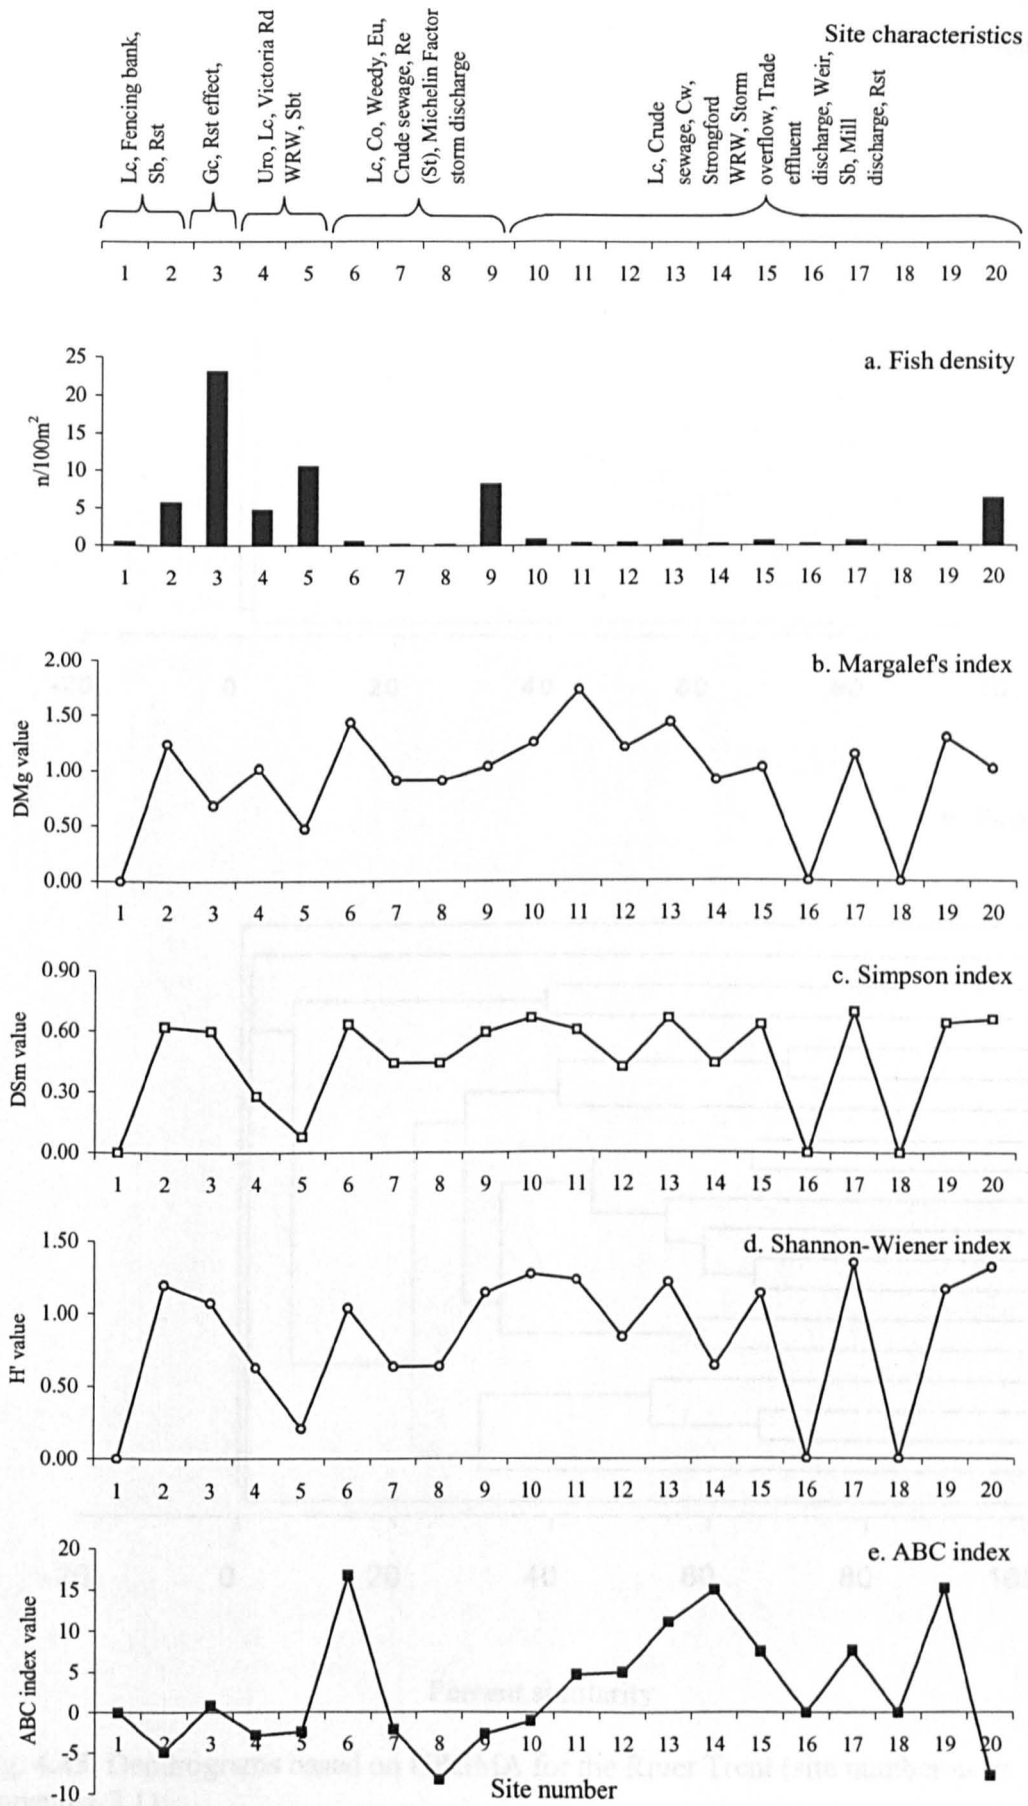 Site characteristics
Lc, Fencing bank,
Sb, Rst
Gc, Rst effect,
Uro, Lc, Victoria Rd
WRW, Sbt
Lc, Co, Weedy, Eu,
Crude sewage, Re
(St), Michelin Factor
storm discharge
Lc, Crude
sewage, Cw,
Strongford
WRW, Storm
overflow, Trade
effluent
discharge, Weir,
Sb, Mill
discharge, Rst
1 2 3 4 5 6 7 8 9 10 11 12 13 14 15 16 17 18 19 20
a. Fish density
n/100m²
25
20
15
10
5
0
1 2 3 4 5 6 7 8 9 10 11 12 13 14 15 16 17 18 19 20
b. Margalef's index
DMg value
2.00
1.50
1.00
0.50
0.00
1 2 3 4 5 6 7 8 9 10 11 12 13 14 15 16 17 18 19 20
c. Simpson index
DSm value
0.90
0.60
0.30
0.00
1 2 3 4 5 6 7 8 9 10 11 12 13 14 15 16 17 18 19 20
d. Shannon-Wiener index
H' value
1.50
1.00
0.50
0.00
1 2 3 4 5 6 7 8 9 10 11 12 13 14 15 16 17 18 19 20
e. ABC index
ABC index value
20
15
10
5
0
-5
-10
1 2 3 4 5 6 7 8 9 10 11 12 13 14 15 16 17 18 19 20
Site number